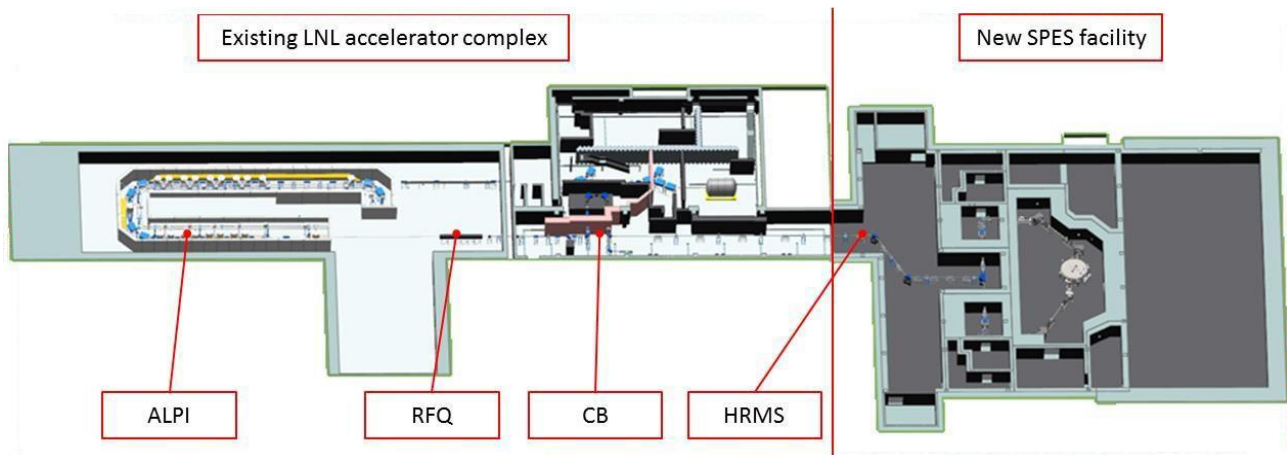 Existing LNL accelerator complex
New SPES facility
ALPI
RFQ
CB
HRMS